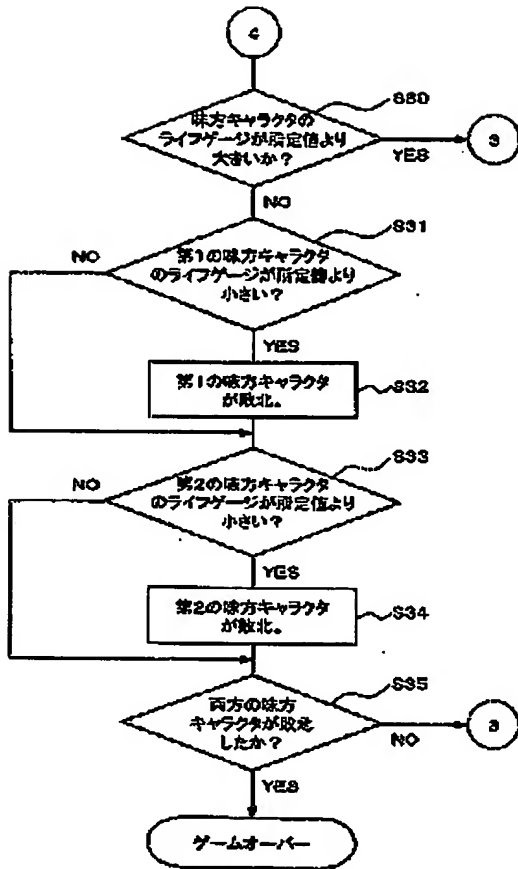 S30
味方キャラクタの
ライフゲージが所定値より
大きいか？
YES
NO
S31
NO
第1の味方キャラクタ
のライフゲージが所定値より
小さい？
YES
第1の味方キャラクタ
が敗北。
S32
S33
NO
第2の味方キャラクタ
のライフゲージが所定値より
小さい？
YES
第2の味方キャラクタ
が敗北。
S34
S35
両方の味方
キャラクタが敗北
したか？
NO
YES
ゲームオーバー